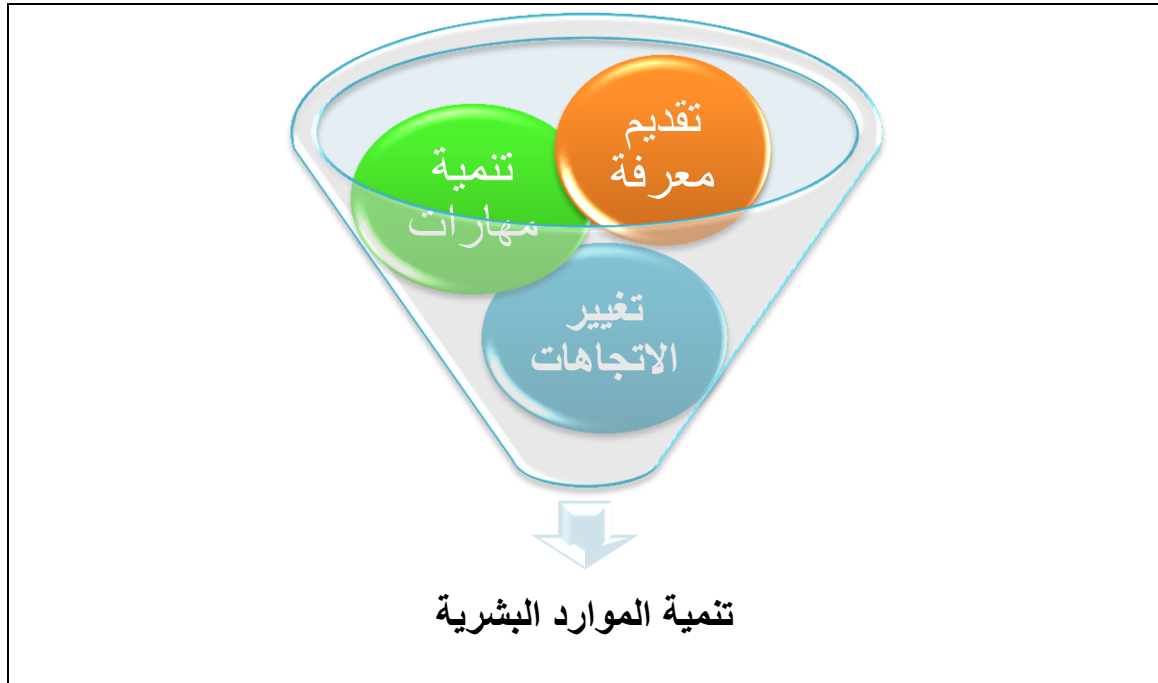 تقديم
معرفة
تنمية
مهارات
تغيير
الاتجاهات
تنمية الموارد البشرية